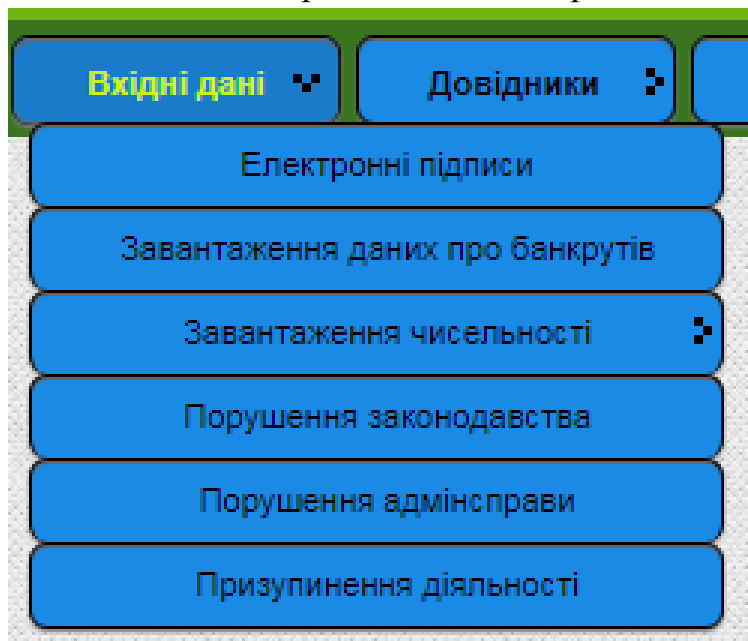 Вхідні дані
Довідники
Електронні підписи
Завантаження даних про банкрутів
Завантаження чисельності
Порушення законодавства
Порушення адмінсправи
Призупинення діяльності